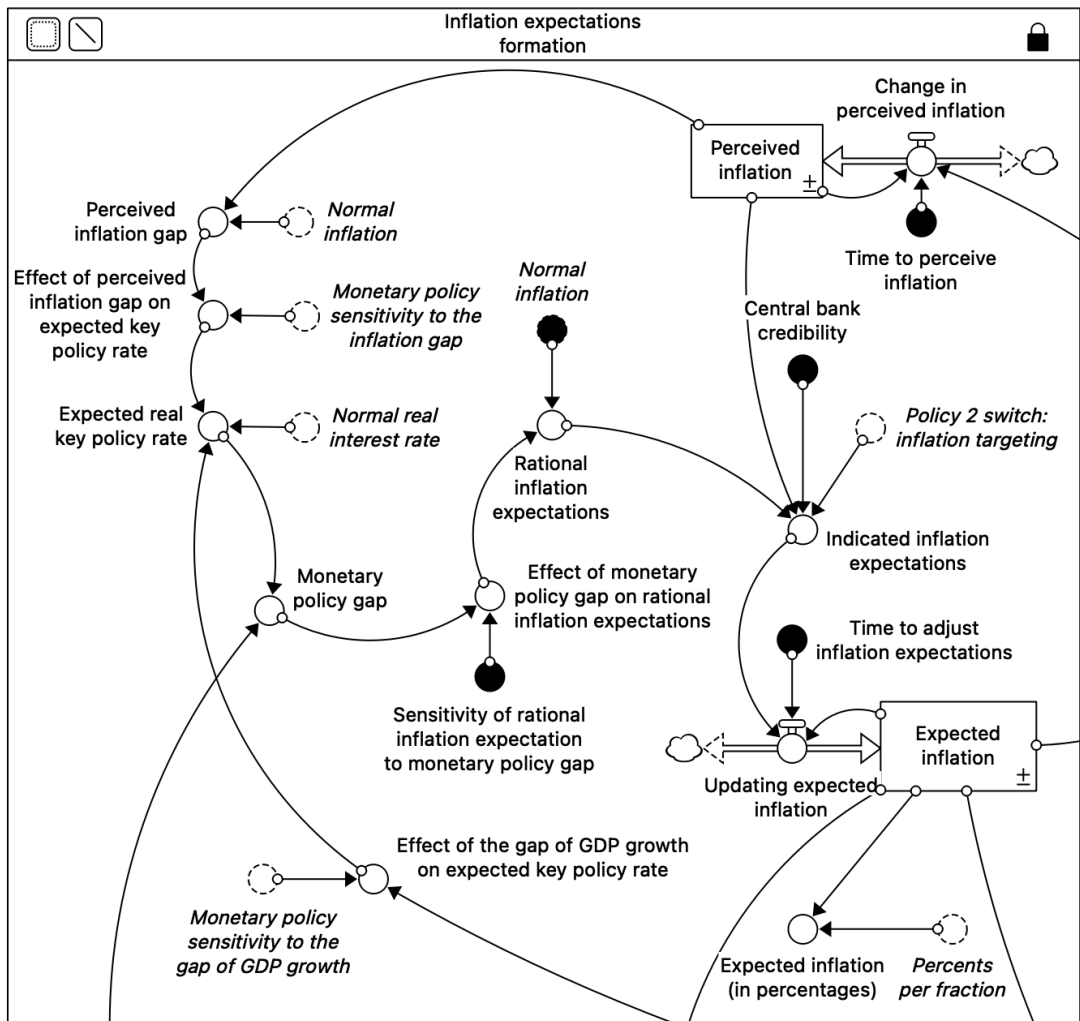 Inflation expectations
formation
Change in
perceived inflation
Perceived
inflation
±
Time to perceive
inflation
Perceived
inflation gap
Normal
inflation
Effect of perceived
inflation gap on
expected key
policy rate
Monetary policy
sensitivity to the
inflation gap
Normal
inflation
Central bank
credibility
Expected real
key policy rate
Normal real
interest rate
Policy 2 switch:
inflation targeting
Rational
inflation
expectations
Indicated inflation
expectations
Monetary
policy gap
Effect of monetary
policy gap on rational
inflation expectations
Time to adjust
inflation expectations
Sensitivity of rational
inflation expectation
to monetary policy gap
Expected
inflation
±
Updating expected
inflation
Effect of the gap of GDP growth
on expected key policy rate
Monetary policy
sensitivity to the
gap of GDP growth
Expected inflation
(in percentages)
Percents
per fraction